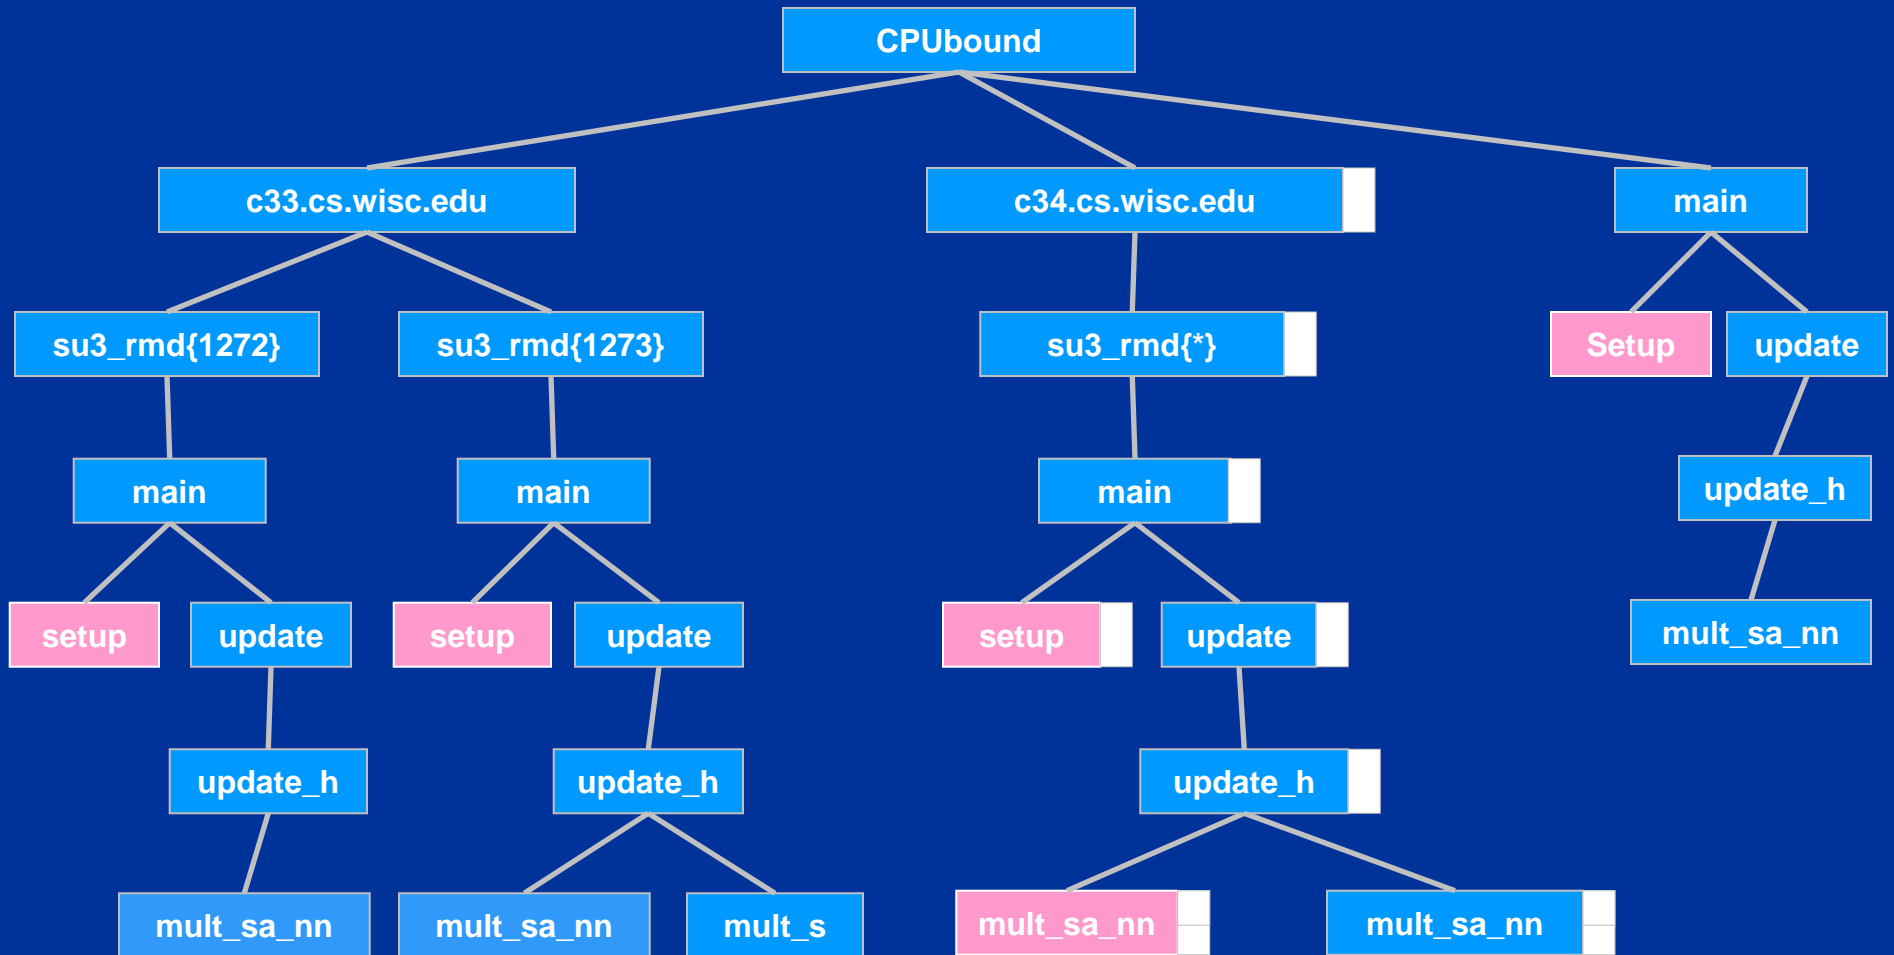 CPUbound
c33.cs.wisc.edu
c34.cs.wisc.edu
main
su3_rmd{1272}
su3_rmd{1273}
su3_rmd{*}
Setup
update
main
main
main
update_h
setup
update
setup
update
setup
update
mult_sa_nn
update_h
update_h
update_h
mult_sa_nn
mult_sa_nn
mult_s
mult_sa_nn
mult_sa_nn